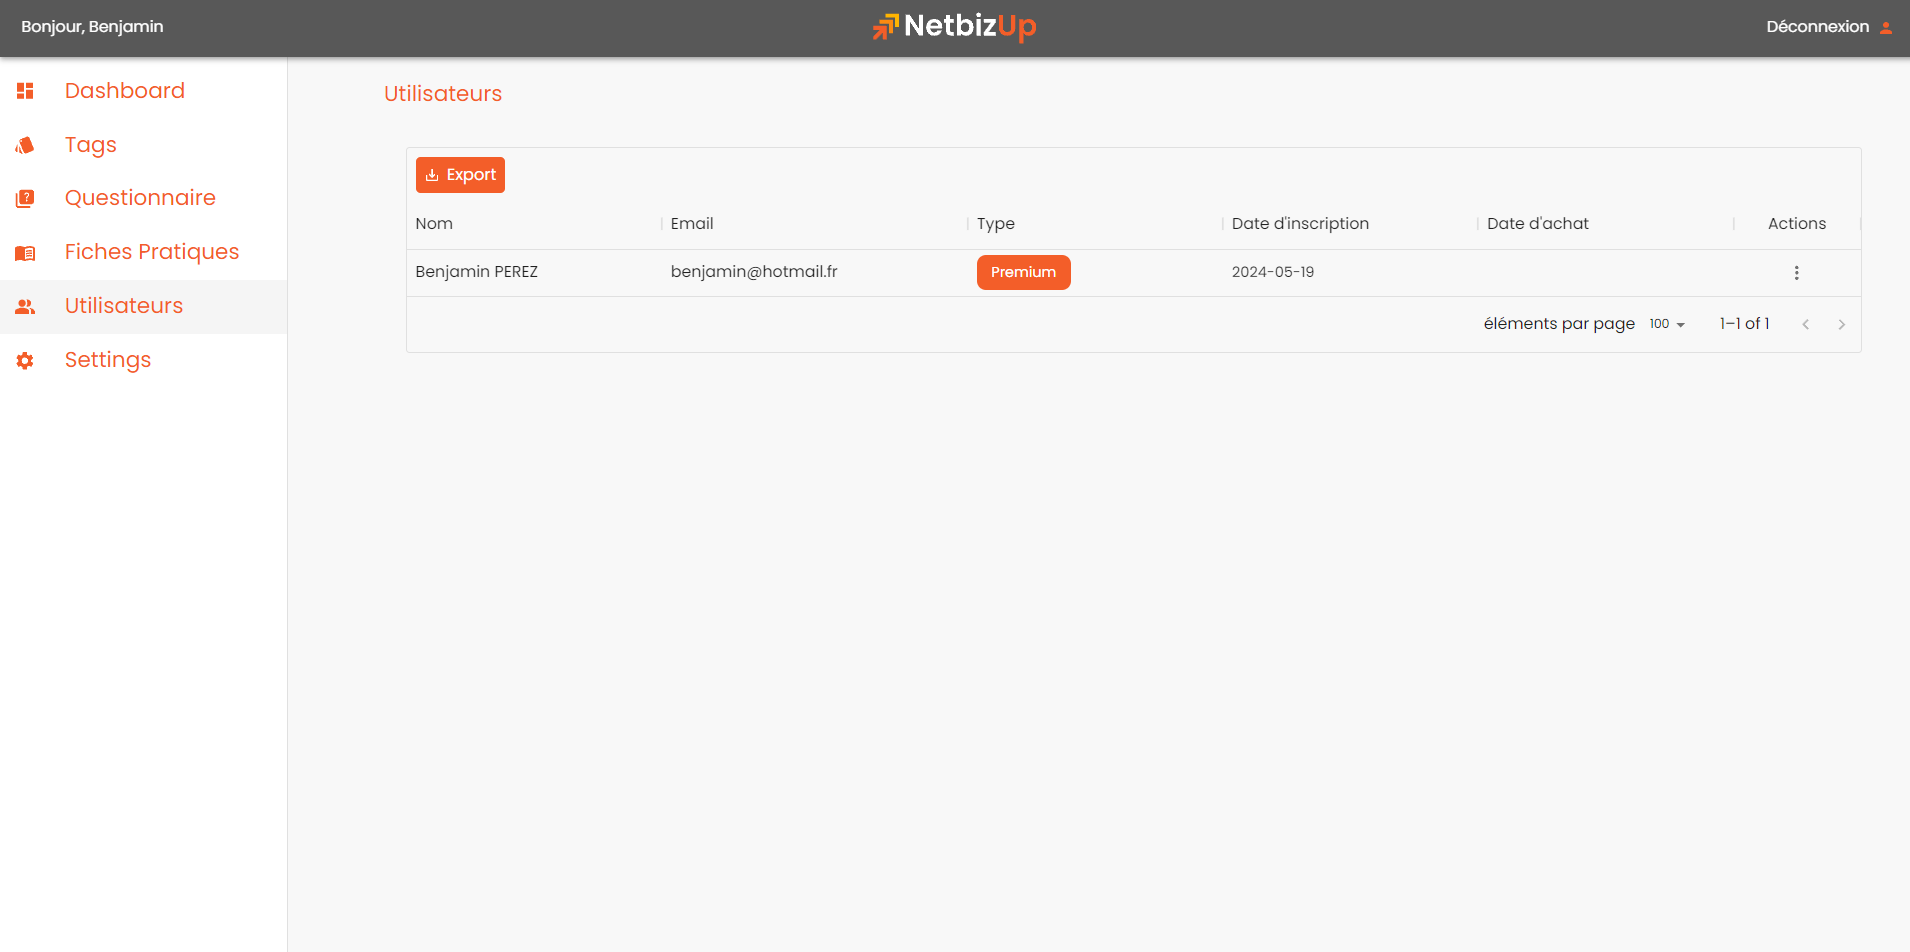 Bonjour, Benjamin
NetbizUp
Déconnexion
Dashboard
Tags
Questionnaire
Fiches Pratiques
Utilisateurs
Settings
Utilisateurs
Export
Nom Email Type Date d'inscription Date d'achat Actions
Benjamin PEREZ benjamin@hotmail.fr Premium 2024-05-19
éléments par page 100 1–1 of 1